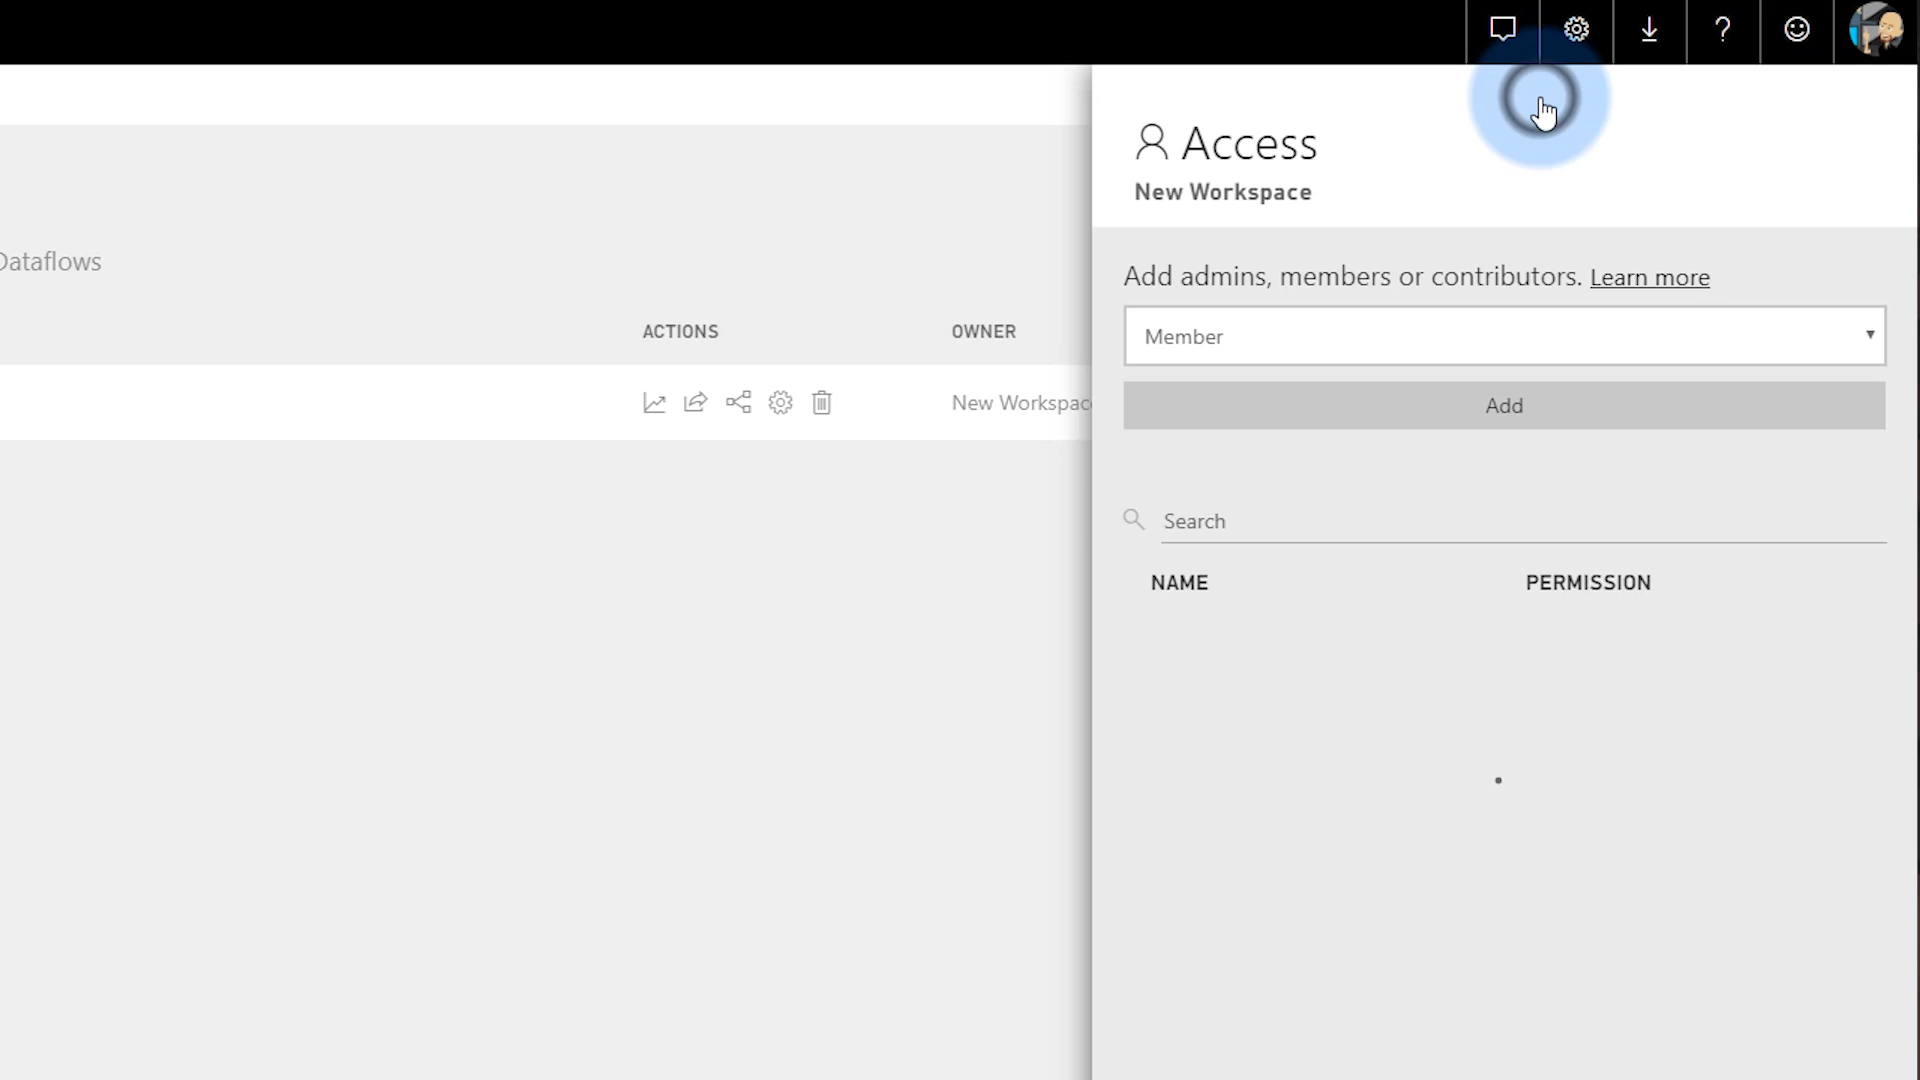 Access
New Workspace
Dataflows
Add admins, members or contributors. Learn more
ACTIONS
OWNER
Member
New Workspace
Add
Search
NAME
PERMISSION